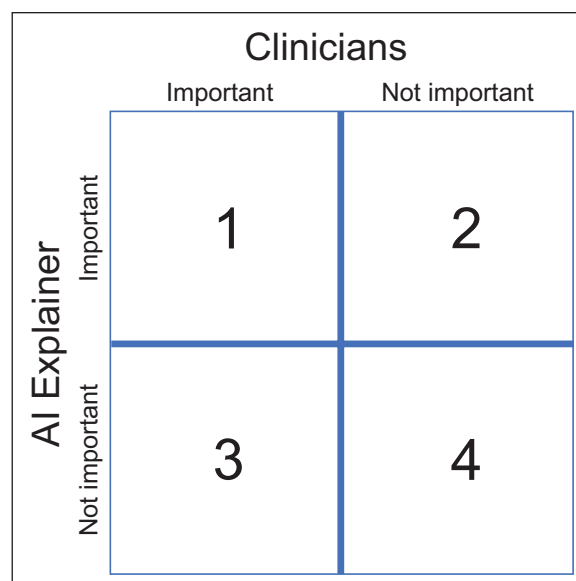 Clinicians
Important Not important
AI Explainer
Important
1 2
Not important
3 4